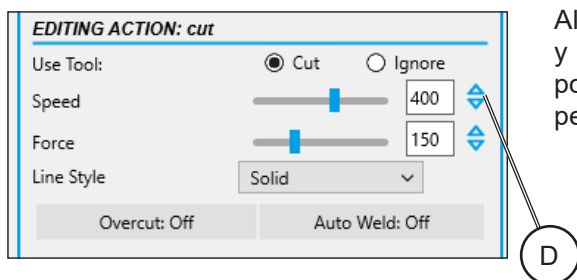 EDITING ACTION: cut
Use Tool: Cut Ignore
Speed 400
Force 150
Line Style Solid
Overcut: Off Auto Weld: Off
D
y